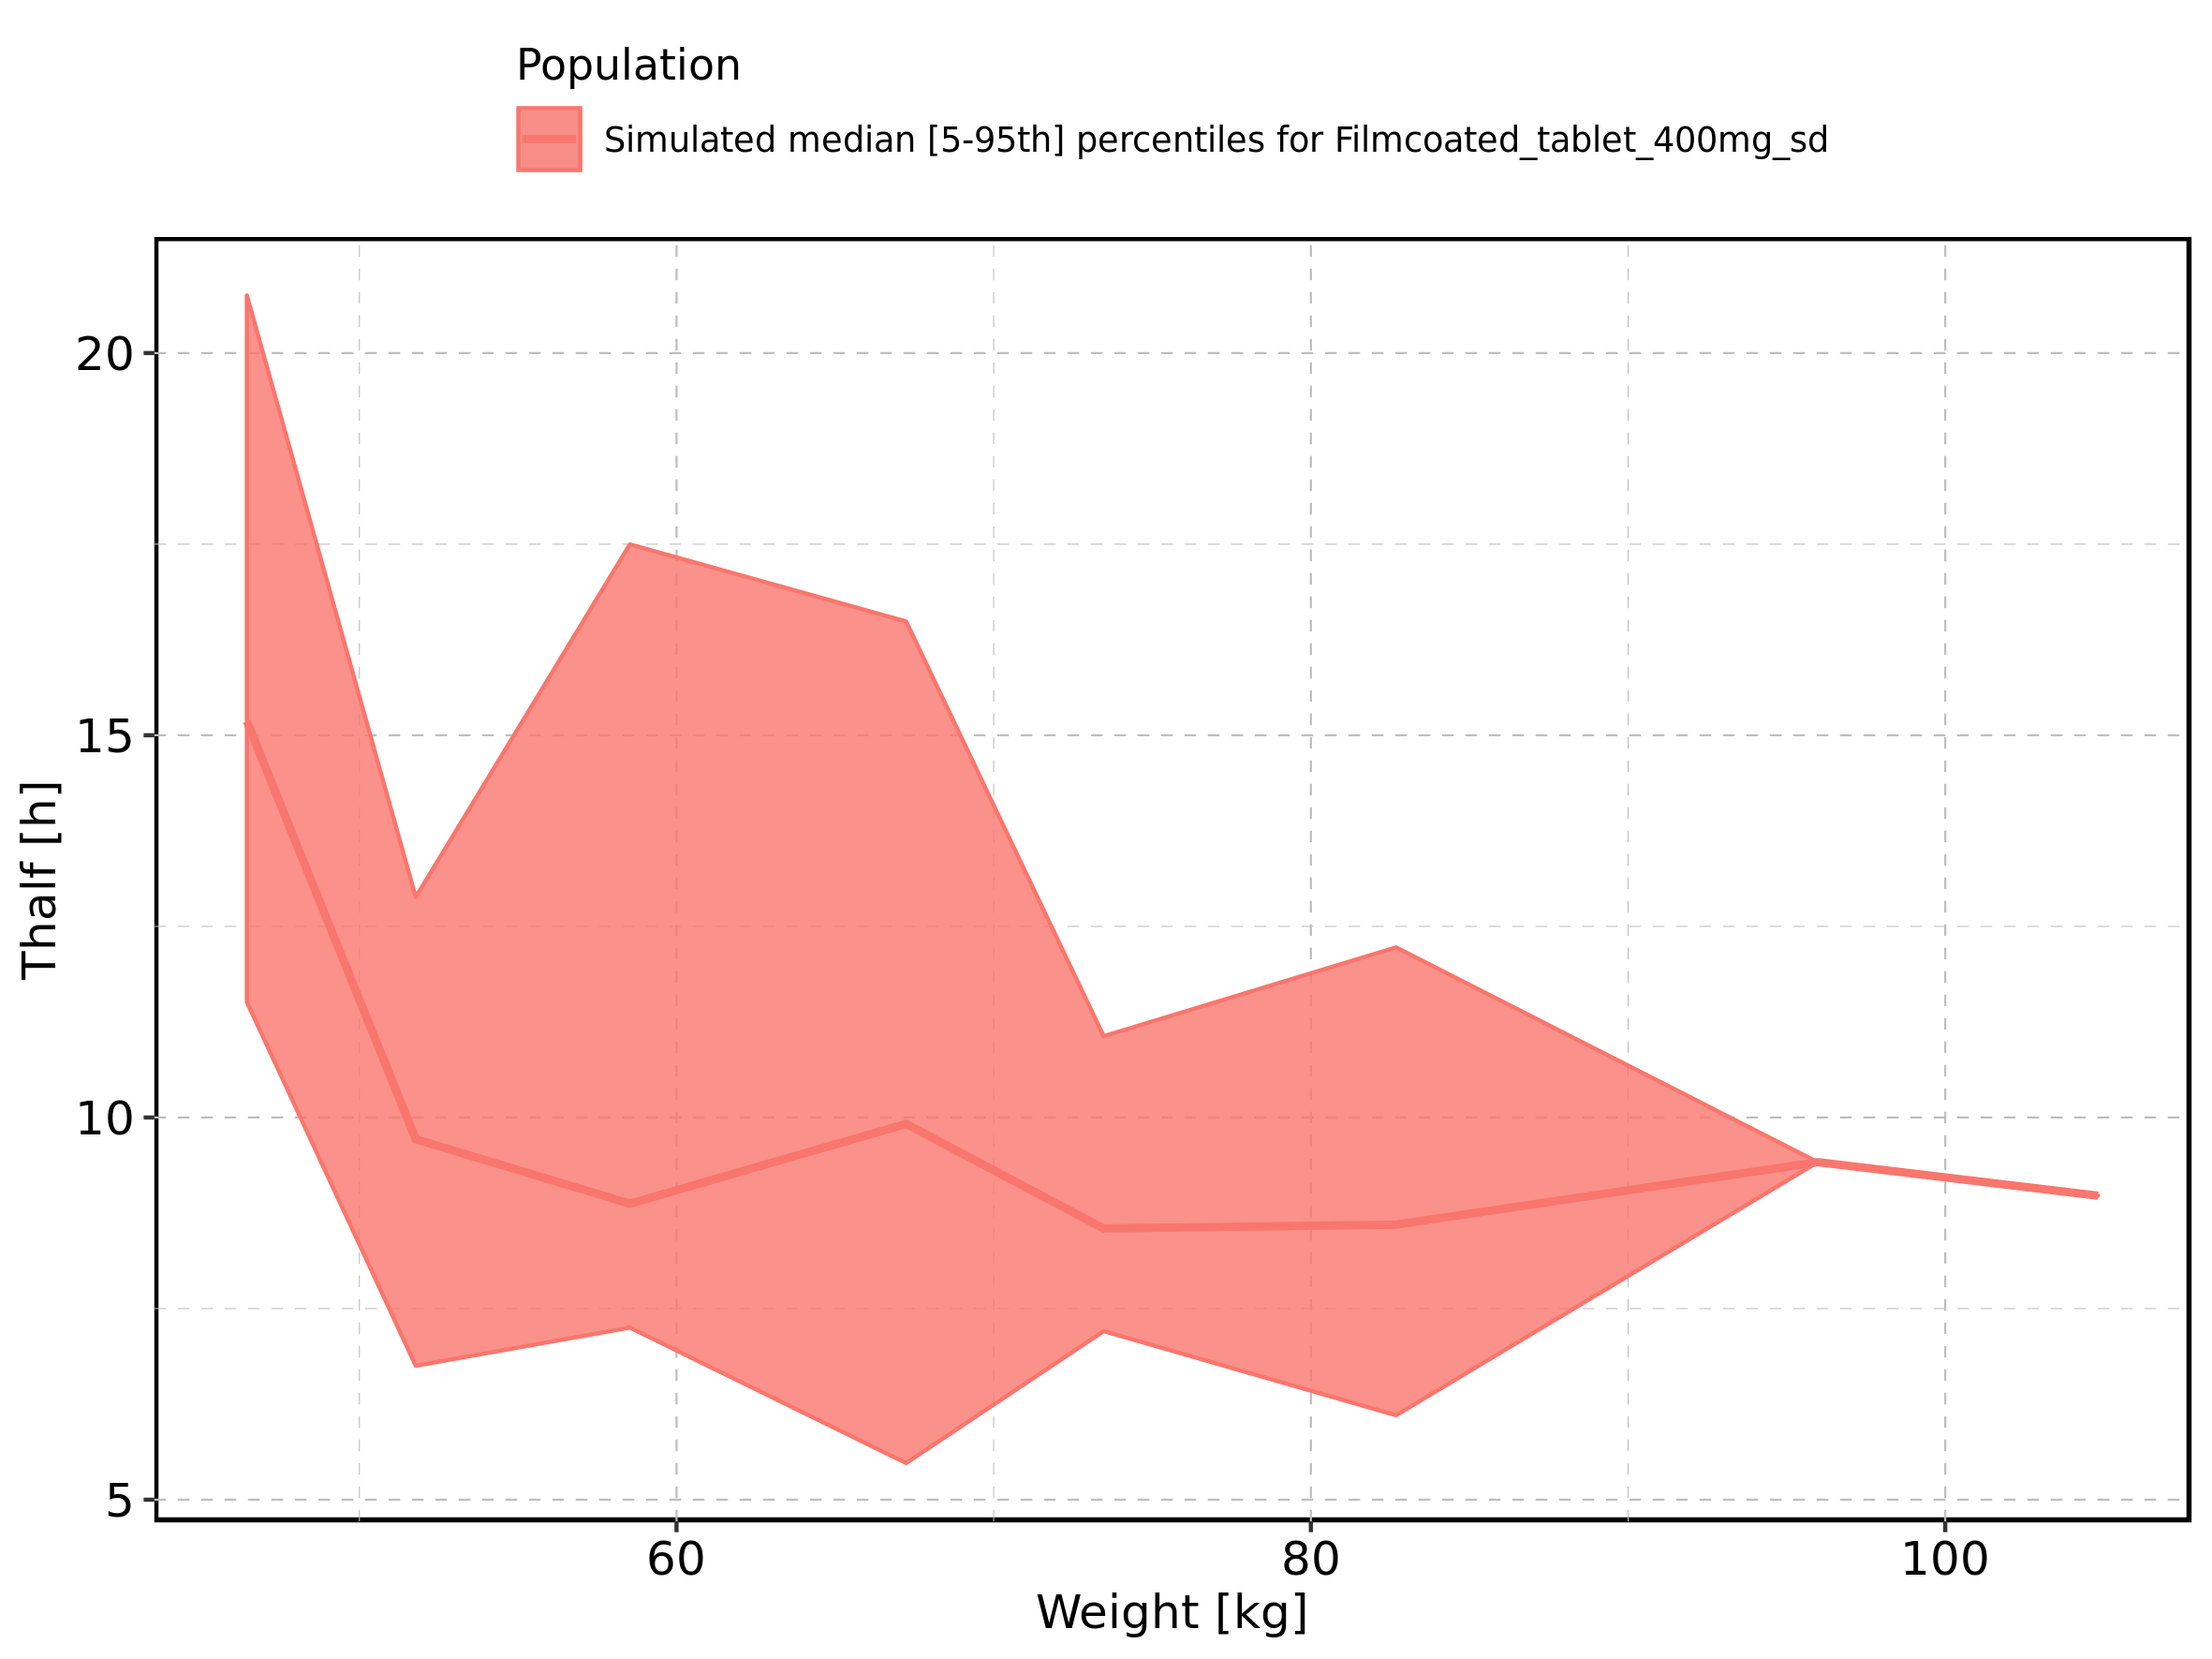 Population
Simulated median [5-95th] percentiles for Filmcoated_tablet_400mg_sd
20
15
10
5
Thalf [h]
60 80 100
Weight [kg]